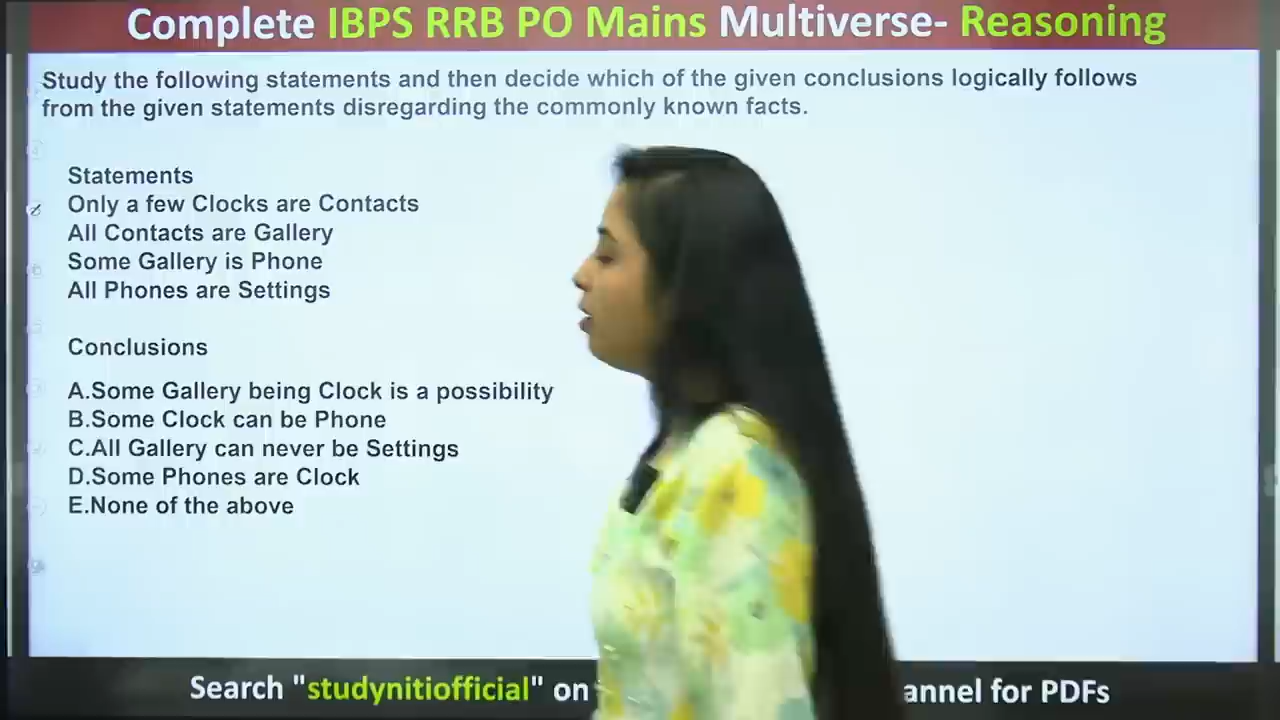 Complete IBPS RRB PO Mains Multiverse- Reasoning
Study the following statements and then decide which of the given conclusions logically follows
from the given statements disregarding the commonly known facts.
Statements
Only a few Clocks are Contacts
All Contacts are Gallery
Some Gallery is Phone
All Phones are Settings
Conclusions
A.Some Gallery being Clock is a possibility
B.Some Clock can be Phone
C.All Gallery can never be Settings
D.Some Phones are Clock
E.None of the above
Search "studynitiofficial" on annel for PDFs